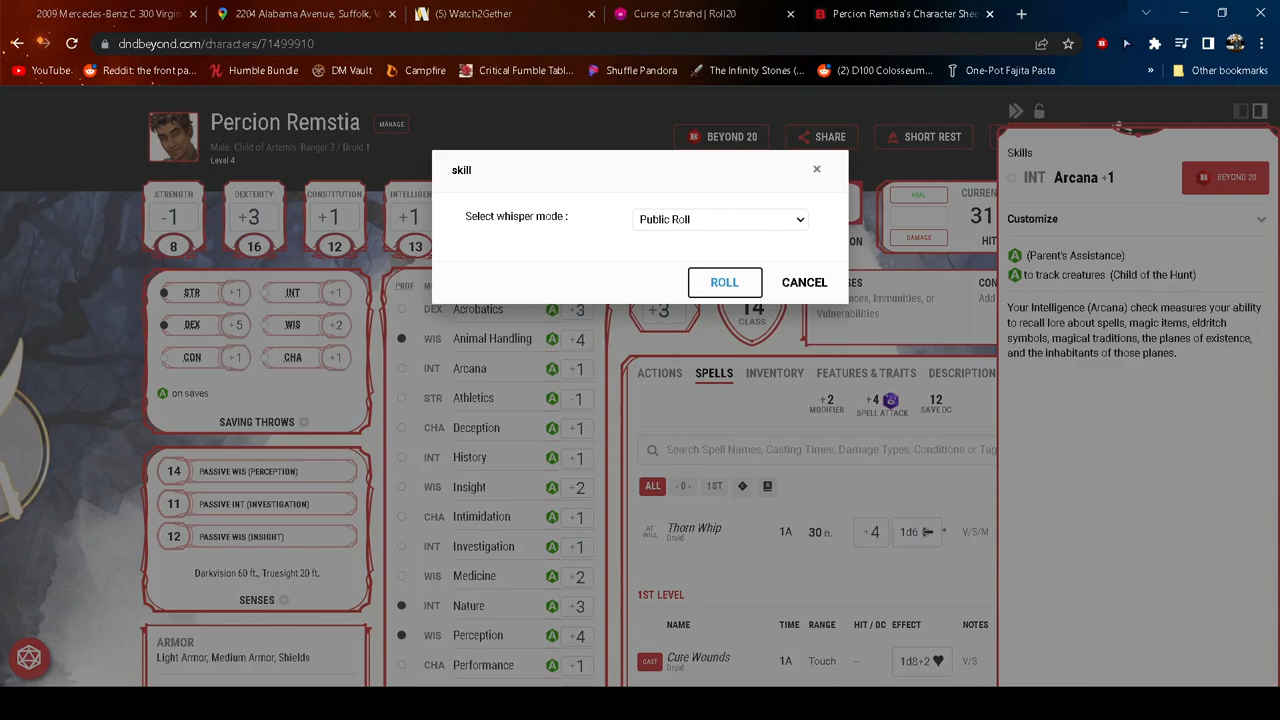 2009 Mercedes-Benz C 300 Virgin
2204 Alabama Avenue, Suffolk, V
(5) Watch2Gether
Curse of Strahd | Roll20
Percion Remstia's Character She
dndbeyond.com/characters/71499910
YouTube
Reddit: the front pa...
Humble Bundle
DM Vault
Campfire
Critical Fumble Tabl...
Shuffle Pandora
The Infinity Stones (...
(2) D100 Colosseum...
One-Pot Fajita Pasta
»
Other bookmarks
Percion Remstia
MANAGE
Male Child of Artemis Ranger 3 / Druid 1
Level 4
BEYOND 20
SHARE
SHORT REST
STRENGTH
-1
8
DEXTERITY
+3
16
CONSTITUTION
+1
12
INTELLIGENC
+1
13
HEAL
DAMAGE
CURREN
31
HIT
skill
×
Select whisper mode :
Public Roll
ROLL
CANCEL
STR +1
INT +1
DEX +5
WIS +2
CON +1
CHA +1
A on saves
SAVING THROWS
14 PASSIVE WIS (PERCEPTION)
11 PASSIVE INT (INVESTIGATION)
12 PASSIVE WIS (INSIGHT)
Darkvision 60 ft., Truesight 20 ft.
SENSES
ARMOR
Light Armor, Medium Armor, Shields
PROF
DEX Acrobatics A +3
WIS Animal Handling A +4
INT Arcana A +1
STR Athletics A -1
CHA Deception A +1
INT History A +1
WIS Insight A +2
CHA Intimidation A +1
INT Investigation A +1
WIS Medicine A +2
INT Nature A +3
WIS Perception A +4
CHA Performance A +1
+3
14
CLASS
ION
SES
ences, Immunities, or
Vulnerabilities
CON
Add
ACTIONS
SPELLS
INVENTORY
FEATURES & TRAITS
DESCRIPTION
+2
MODIFIER
+4
SPELL ATTACK
12
SAVE DC
Search Spell Names, Casting Times, Damage Types, Conditions or Tag
ALL
- 0 -
1ST
AT WILL
Thorn Whip
Druid
1A
30 ft.
+4
1d6
*
V/S/M
1ST LEVEL
NAME
TIME
RANGE
HIT / DC
EFFECT
NOTES
CAST
Cure Wounds
Druid
1A
Touch
--
1d8+2
V/S
Skills
INT Arcana +1
BEYOND 20
Customize
A (Parent's Assistance)
A to track creatures (Child of the Hunt)
Your Intelligence (Arcana) check measures your ability
to recall lore about spells, magic items, eldritch
symbols, magical traditions, the planes of existence,
and the inhabitants of those planes.